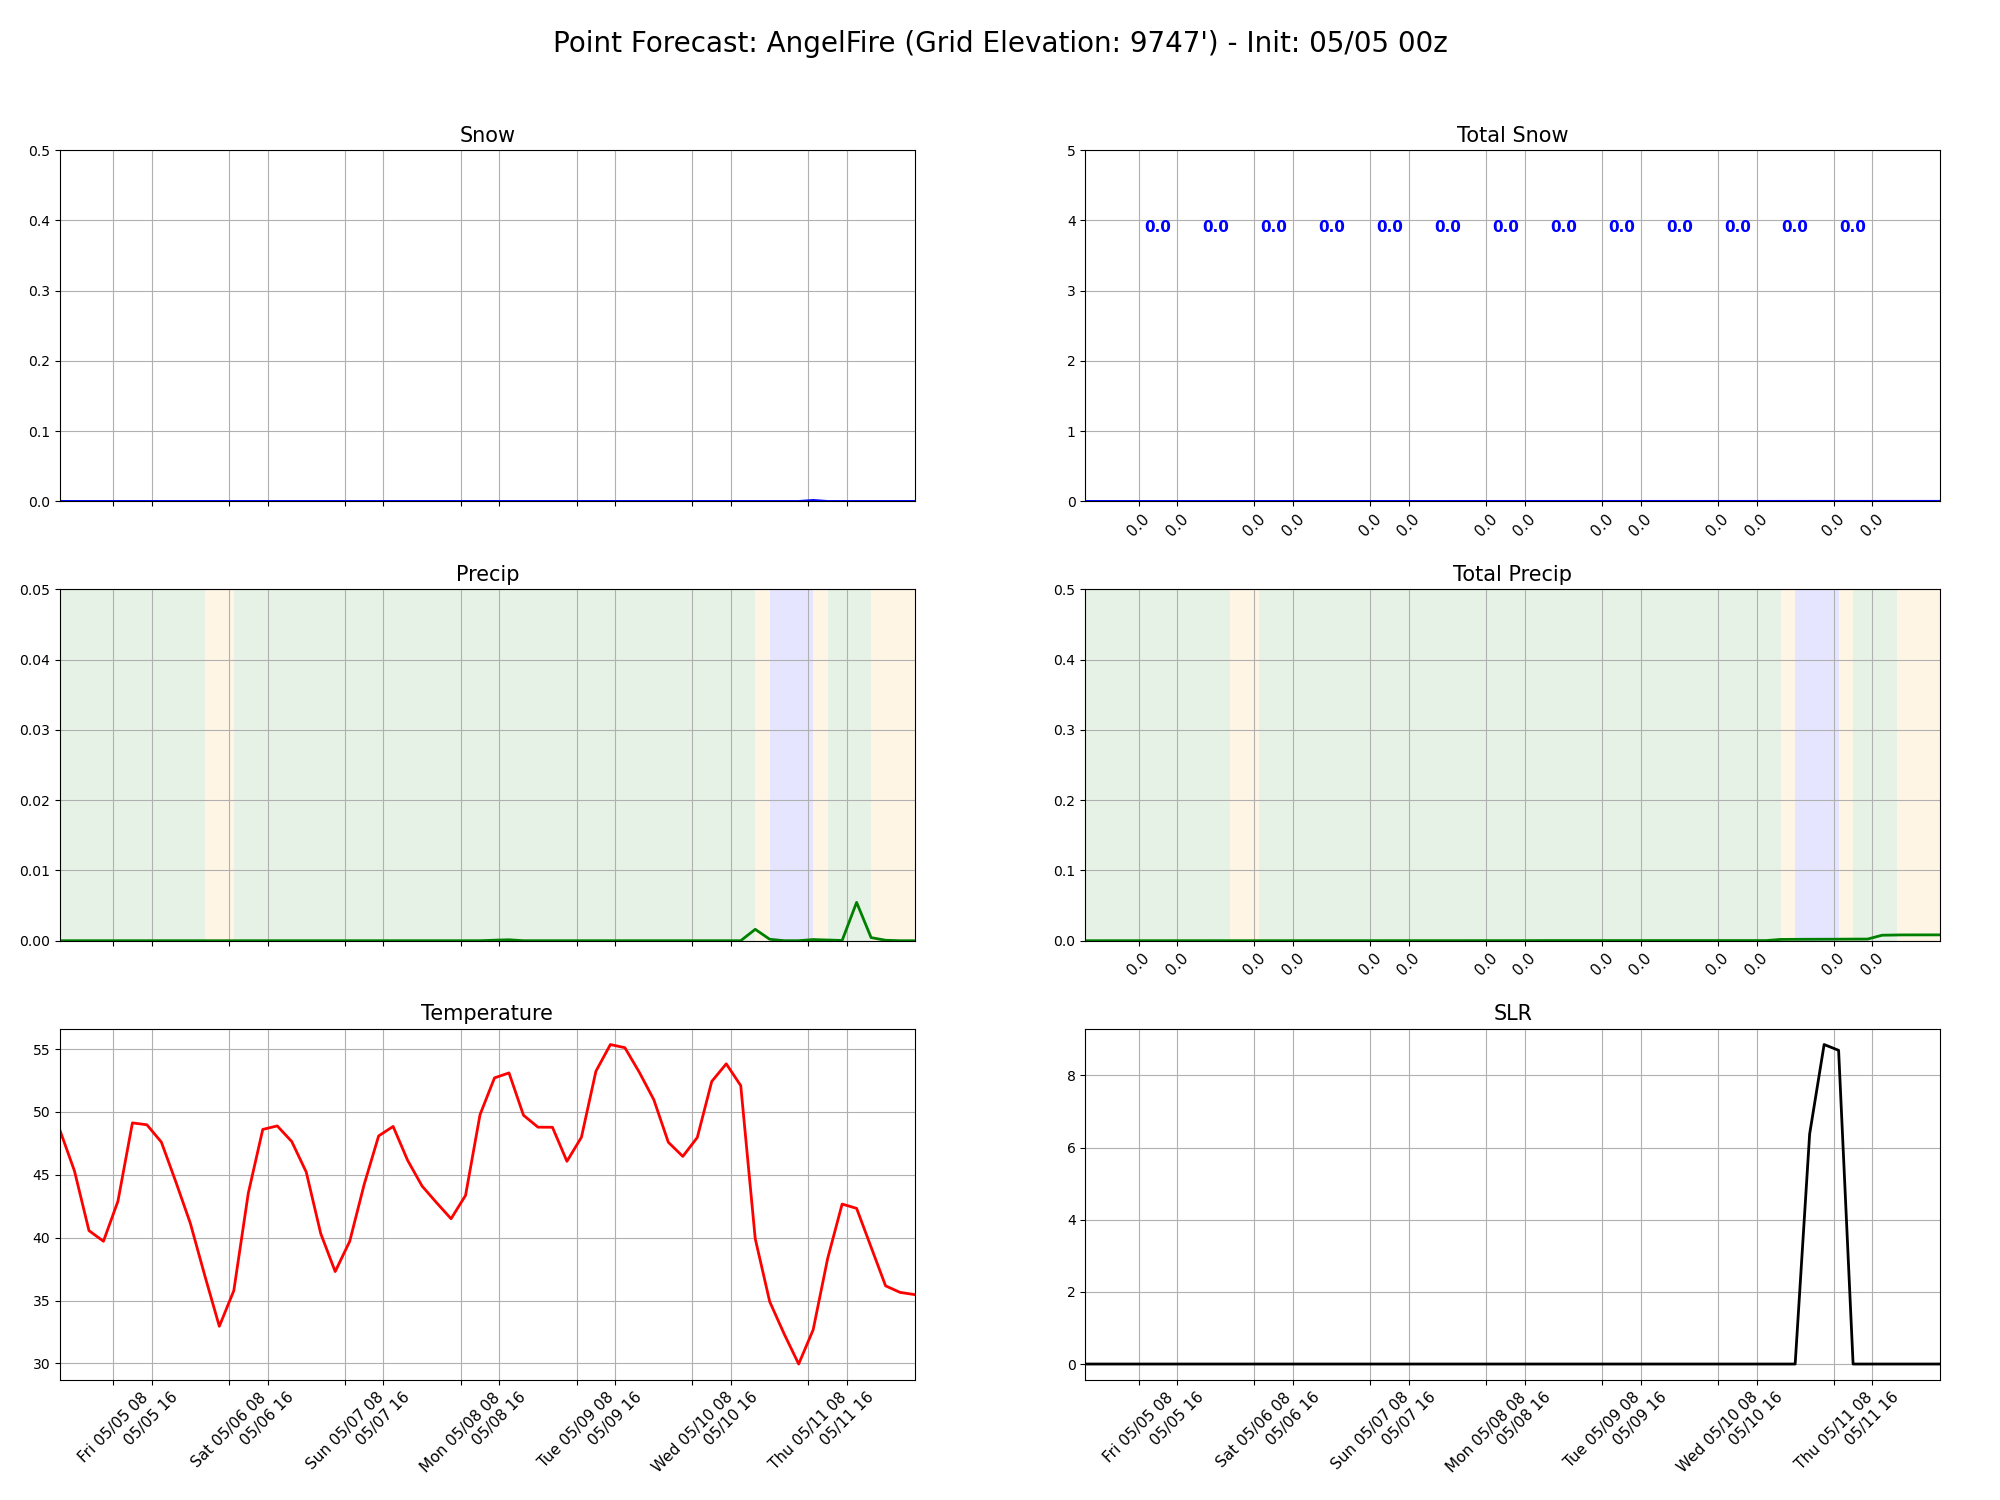 Point Forecast: AngelFire (Grid Elevation: 9747') - Init: 05/05 00z
Snow
0.5
0.4
0.3
0.2
0.1
0.0
Total Snow
5
4
3
2
1
0
0.0 0.0 0.0 0.0 0.0 0.0 0.0 0.0 0.0 0.0 0.0 0.0 0.0
0.0 0.0 0.0 0.0 0.0 0.0 0.0 0.0 0.0 0.0 0.0 0.0 0.0 0.0
Precip
0.05
0.04
0.03
0.02
0.01
0.00
Total Precip
0.5
0.4
0.3
0.2
0.1
0.0
0.0 0.0 0.0 0.0 0.0 0.0 0.0 0.0 0.0 0.0 0.0 0.0 0.0 0.0
Temperature
55
50
45
40
35
30
Fri 05/05 08
05/05 16
Sat 05/06 08
05/06 16
Sun 05/07 08
05/07 16
Mon 05/08 08
05/08 16
Tue 05/09 08
05/09 16
Wed 05/10 08
05/10 16
Thu 05/11 08
05/11 16
SLR
8
6
4
2
0
Fri 05/05 08
05/05 16
Sat 05/06 08
05/06 16
Sun 05/07 08
05/07 16
Mon 05/08 08
05/08 16
Tue 05/09 08
05/09 16
Wed 05/10 08
05/10 16
Thu 05/11 08
05/11 16